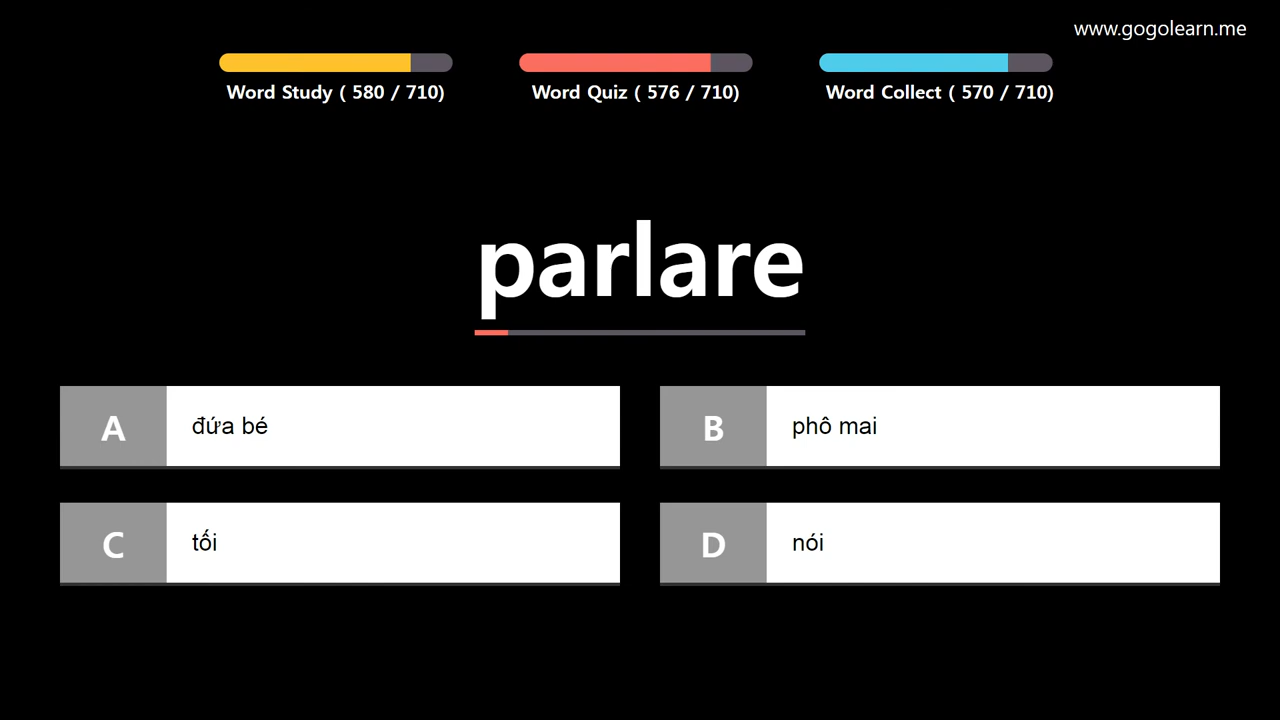 www.gogolearn.me
Word Study ( 580 / 710)
Word Quiz ( 576 / 710)
Word Collect ( 570 / 710)
parlare
A
đứa bé
B
phô mai
C
tối
D
nói